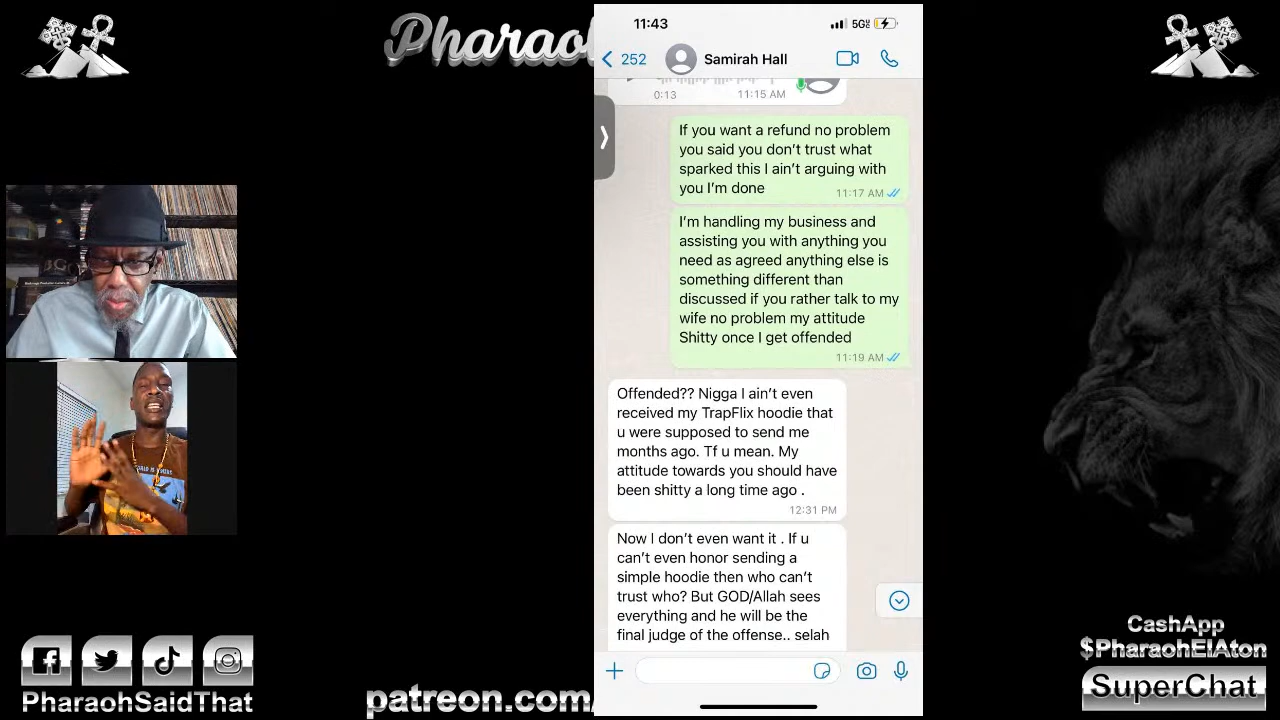 Pharaoh
11:43
5G
252
Samirah Hall
0:13
11:15 AM
If you want a refund no problem
you said you don't trust what
sparked this I ain't arguing with
you I'm done
11:17 AM
I'm handling my business and
assisting you with anything you
need as agreed anything else is
something different than
discussed if you rather talk to my
wife no problem my attitude
Shitty once I get offended
11:19 AM
Offended?? Nigga I ain't even
received my TrapFlix hoodie that
u were supposed to send me
months ago. Tf u mean. My
attitude towards you should have
been shitty a long time ago .
12:31 PM
Now I don't even want it . If u
can't even honor sending a
simple hoodie then who can't
trust who? But GOD/Allah sees
everything and he will be the
final judge of the offense.. selah
PharaohSaidThat
patreon.com/
CashApp
$PharaohElAton
SuperChat